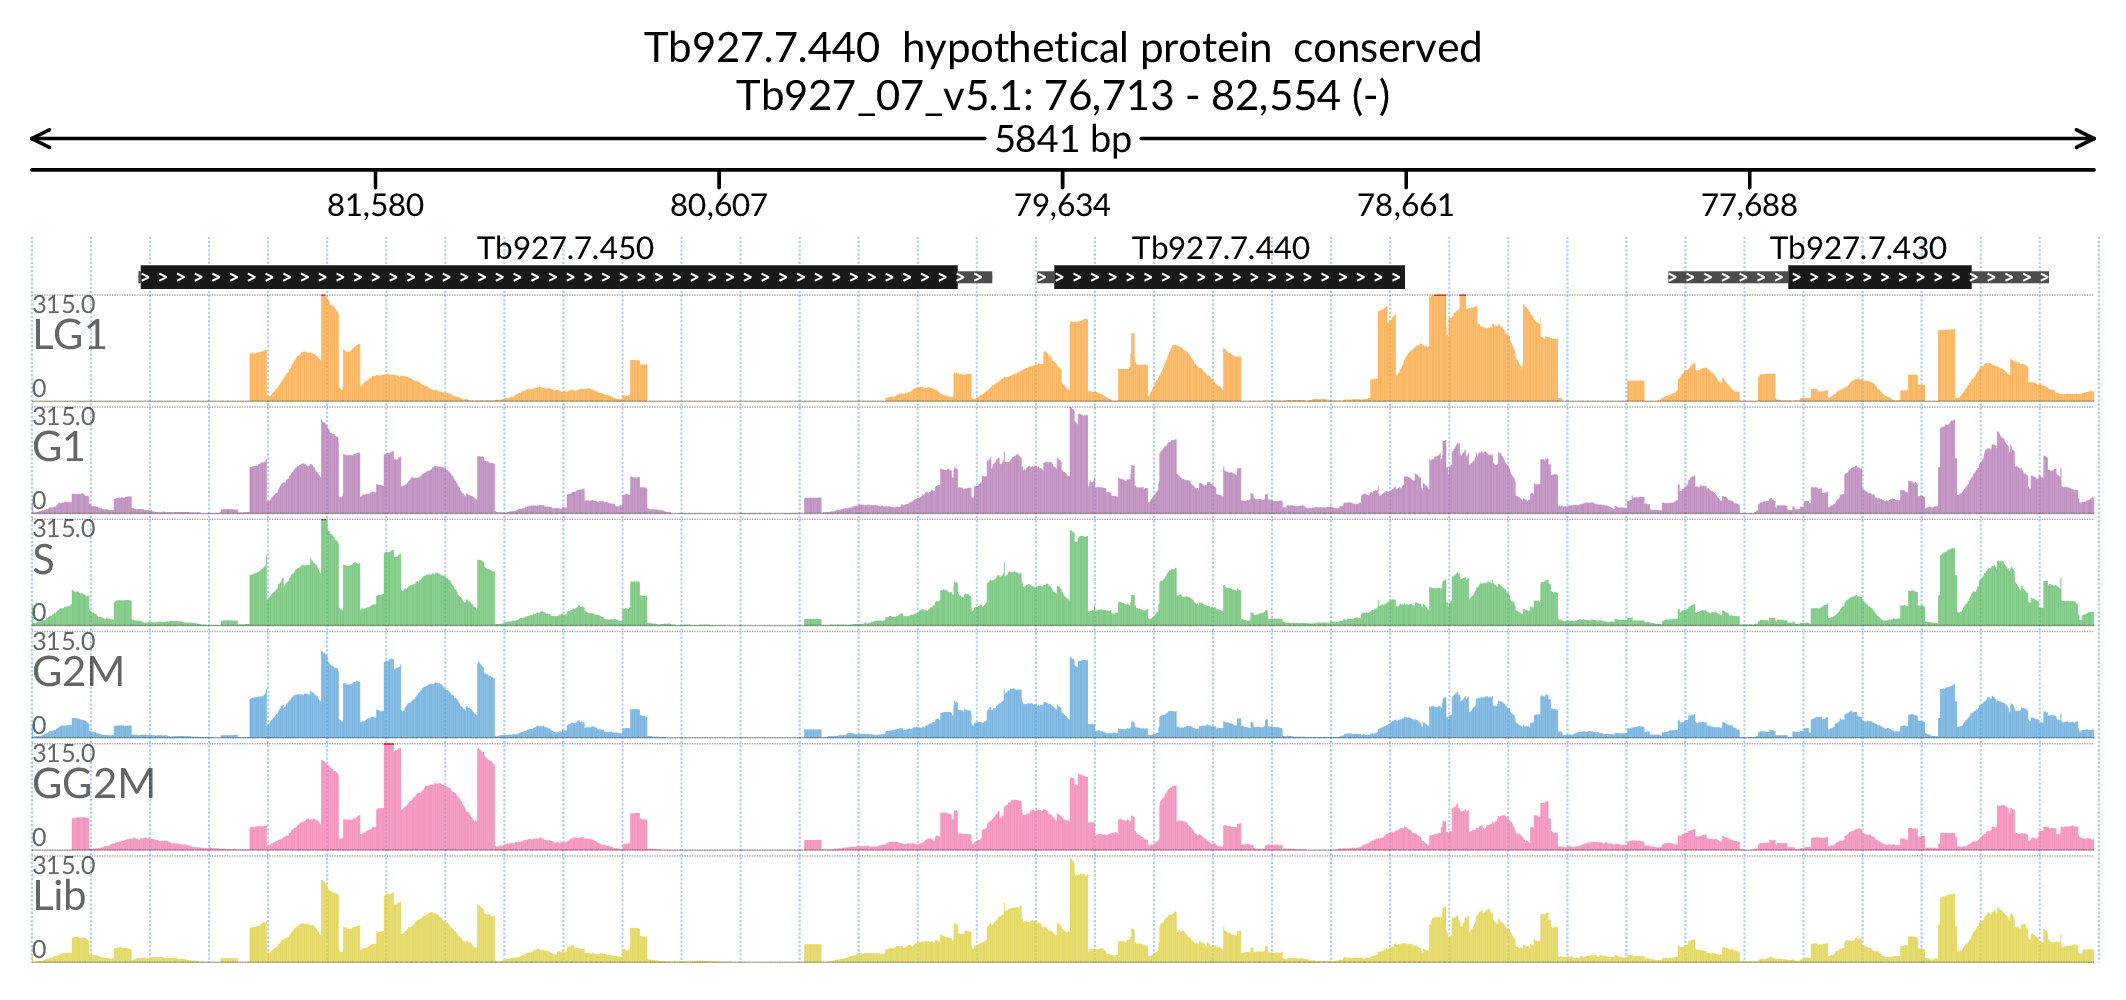 Tb927.7.440  hypothetical protein  conserved
Tb927_07_v5.1: 76,713 - 82,554 (-)
5841 bp
81,580 80,607 79,634 78,661 77,688
Tb927.7.450 Tb927.7.440 Tb927.7.430
315.0
LG1
0
315.0
G1
0
315.0
S
0
315.0
G2M
0
315.0
GG2M
0
315.0
Lib
0